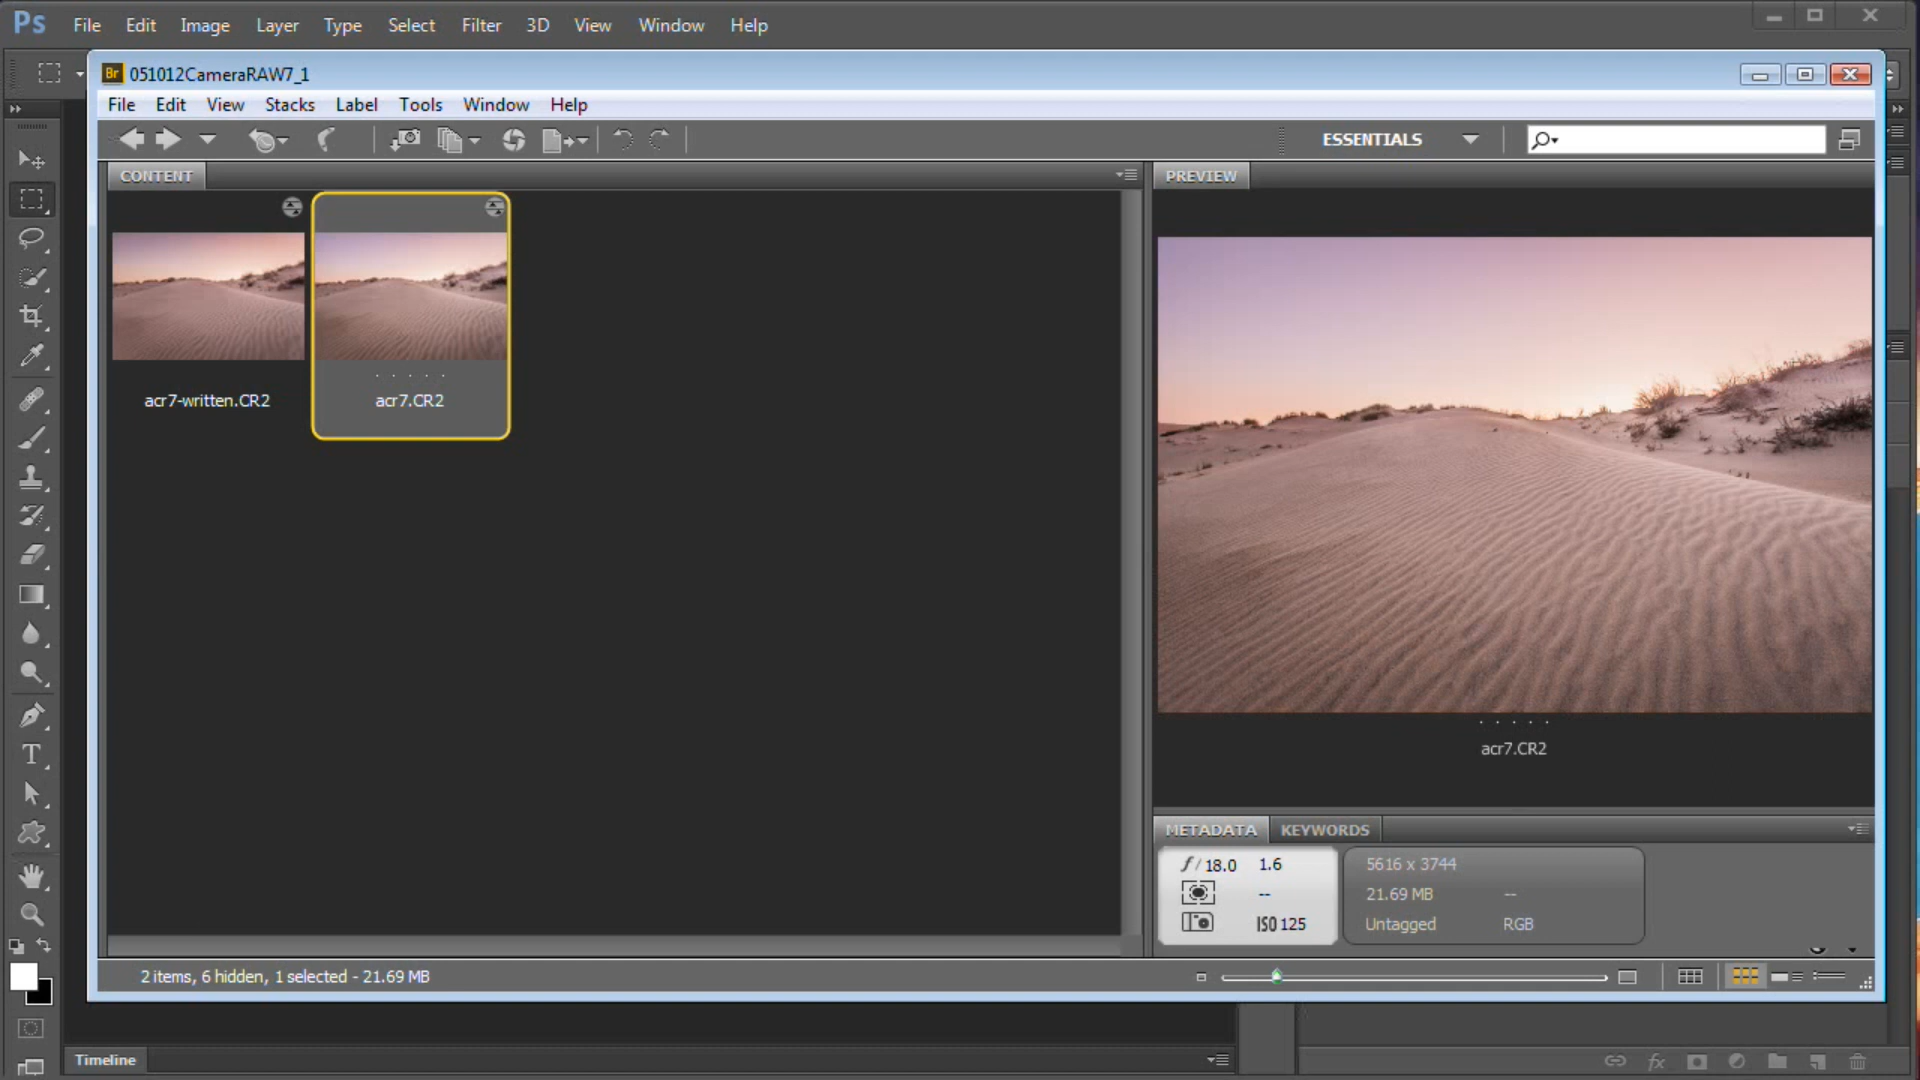 Ps File Edit Image Layer Type Select Filter 3D View Window Help
Br 051012CameraRAW7_1
File Edit View Stacks Label Tools Window Help
ESSENTIALS
CONTENT
PREVIEW
acr7-written.CR2
acr7.CR2
acr7.CR2
METADATA KEYWORDS
f/ 18.0 1.6
--
ISO 125
5616 x 3744
21.69 MB --
Untagged RGB
2 items, 6 hidden, 1 selected - 21.69 MB
T
Timeline
fx